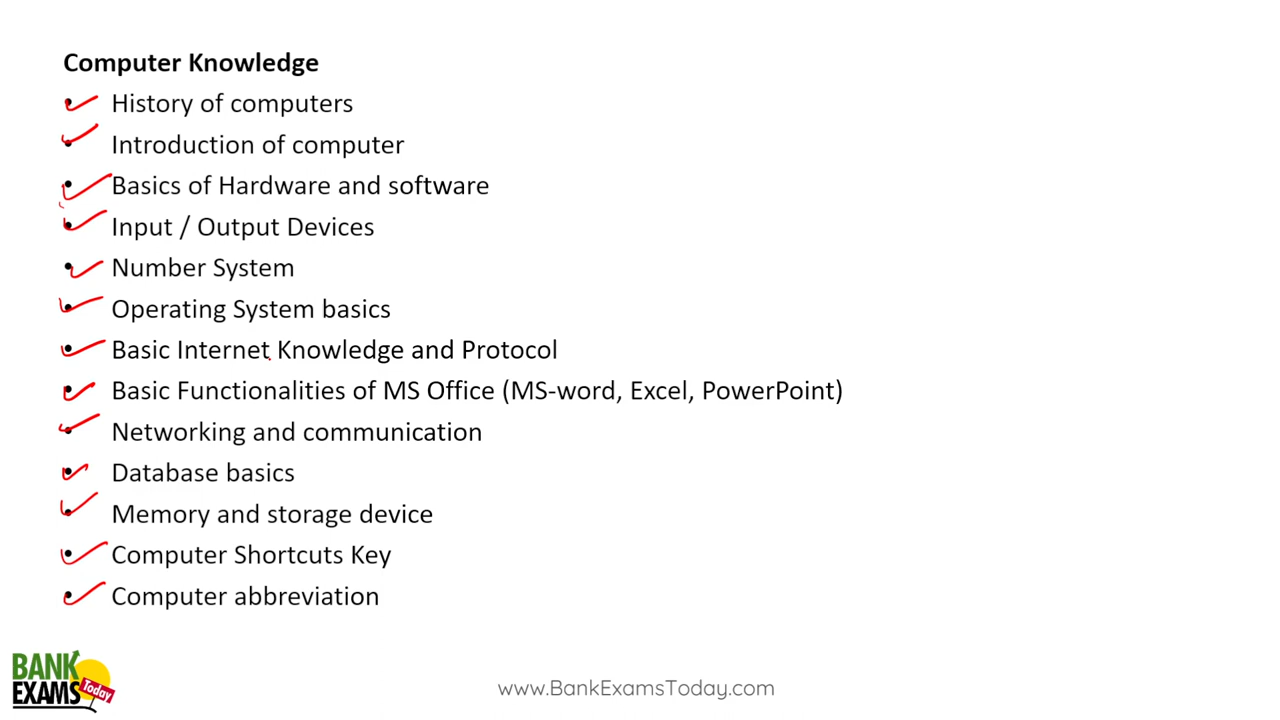 Computer Knowledge
• History of computers
• Introduction of computer
• Basics of Hardware and software
• Input / Output Devices
• Number System
• Operating System basics
• Basic Internet Knowledge and Protocol
• Basic Functionalities of MS Office (MS-word, Excel, PowerPoint)
• Networking and communication
• Database basics
• Memory and storage device
• Computer Shortcuts Key
• Computer abbreviation
BANK
EXAMS
Today
www.BankExamsToday.com